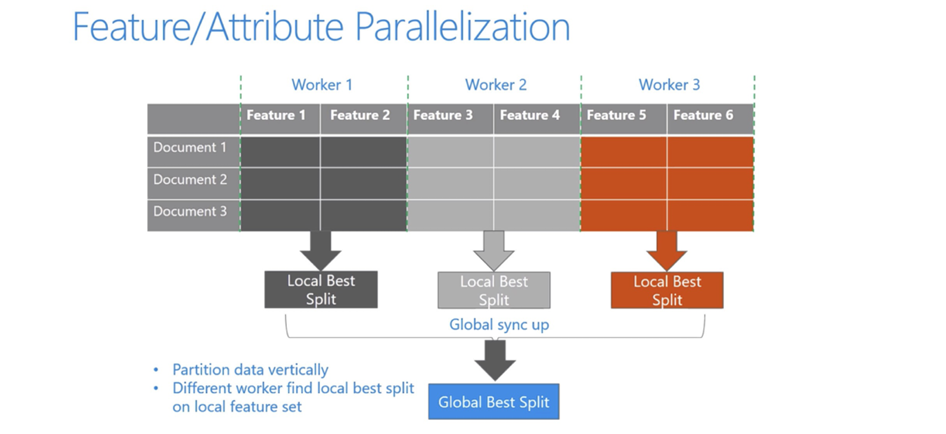 Feature/Attribute Parallelization
Worker 1 Worker 2 Worker 3
Feature 1 Feature 2 Feature 3 Feature 4 Feature 5 Feature 6
Document 1
Document 2
Document 3
Local Best
Split
Local Best
Split
Local Best
Split
Global sync up
• Partition data vertically
• Different worker find local best split
on local feature set
Global Best Split